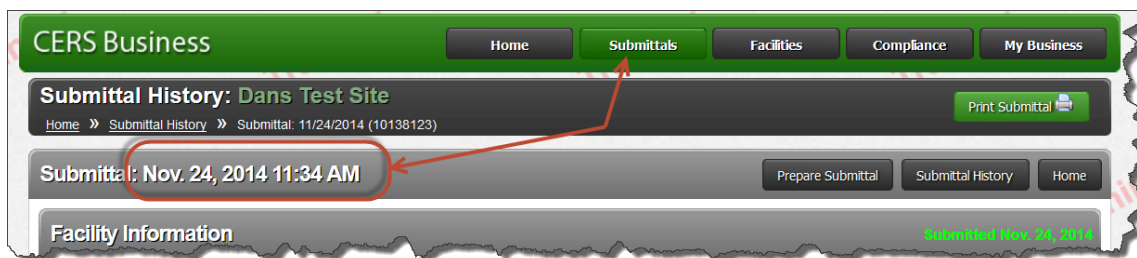 CERS Business
Home Submittals Facilities Compliance My Business
Submittal History: Dans Test Site
Print Submittal
Home » Submittal History » Submittal: 11/24/2014 (10138123)
Submittal: Nov. 24, 2014 11:34 AM
Prepare Submittal Submittal History Home
Facility Information
Submitted Nov. 24, 2014